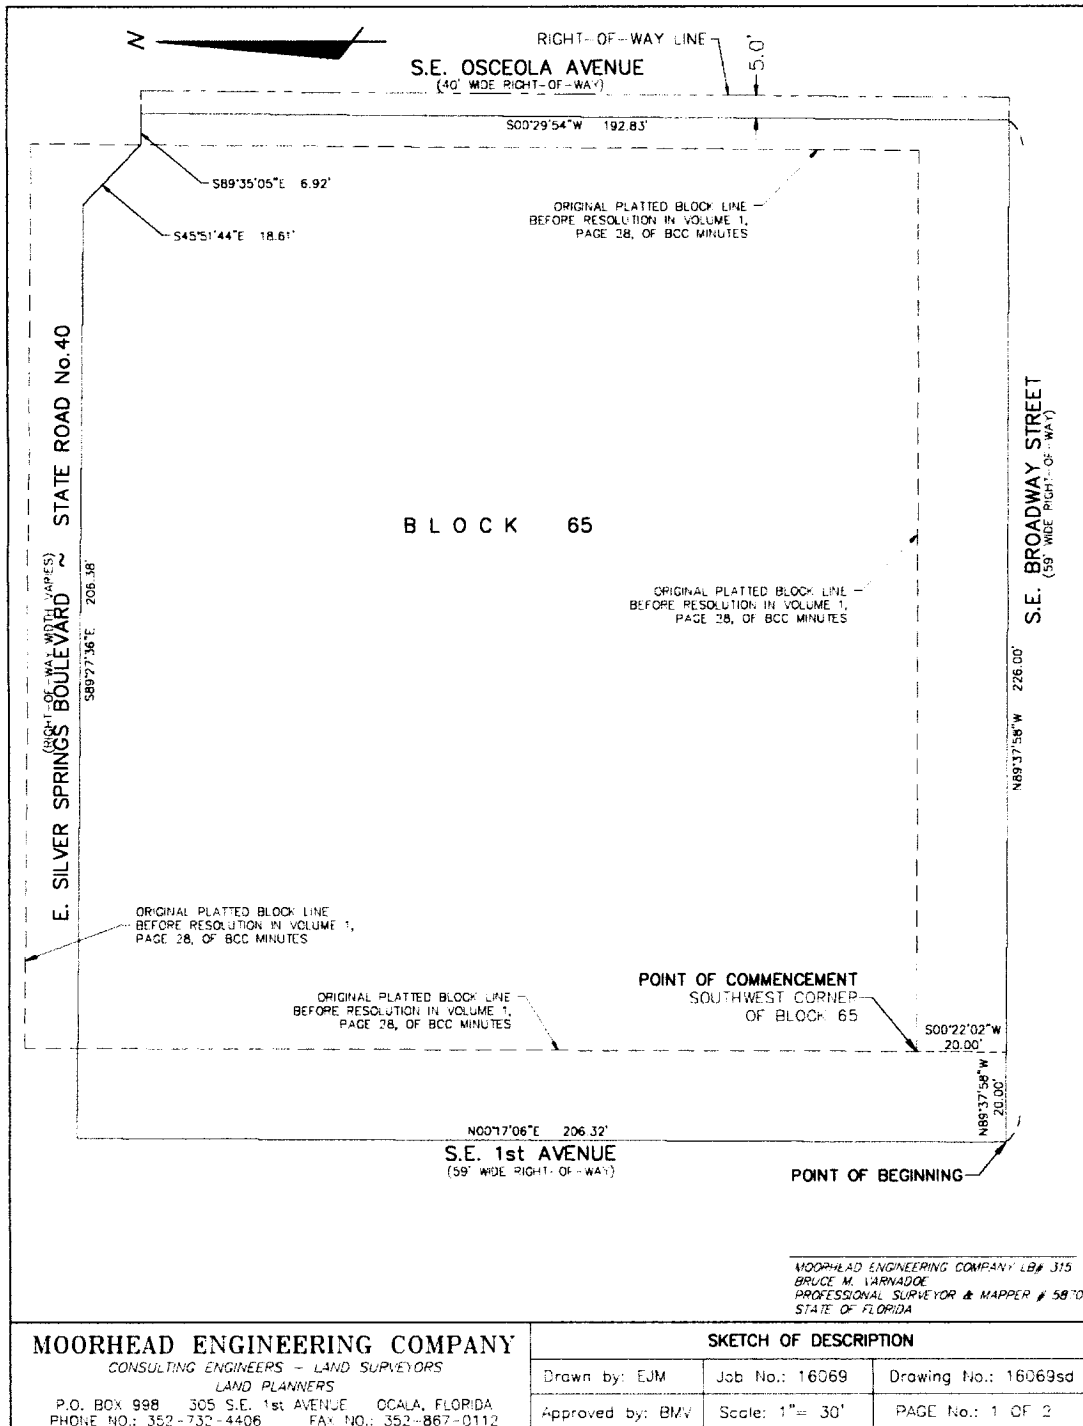 N
RIGHT-OF-WAY LINE
5.0'
S.E. OSCEOLA AVENUE
(40' WIDE RIGHT-OF-WAY)
S00°29'54"W 192.83'
S89°35'05"E 6.92'
S45°51'44"E 18.61'
ORIGINAL PLATTED BLOCK LINE
BEFORE RESOLUTION IN VOLUME 1,
PAGE 28, OF BCC MINUTES
E. SILVER SPRINGS BOULEVARD ~ STATE ROAD No.40
(RIGHT-OF-WAY WIDTH VARIES)
S89°27'36"E 206.38'
BLOCK 65
ORIGINAL PLATTED BLOCK LINE
BEFORE RESOLUTION IN VOLUME 1,
PAGE 28, OF BCC MINUTES
S.E. BROADWAY STREET
(59' WIDE RIGHT-OF-WAY)
N89°37'58"W 226.00'
ORIGINAL PLATTED BLOCK LINE
BEFORE RESOLUTION IN VOLUME 1,
PAGE 28, OF BCC MINUTES
ORIGINAL PLATTED BLOCK LINE
BEFORE RESOLUTION IN VOLUME 1,
PAGE 28, OF BCC MINUTES
POINT OF COMMENCEMENT
SOUTHWEST CORNER
OF BLOCK 65
S00°22'02"W
20.00'
N89°37'58"W
20.00'
N00°17'06"E 206.32'
S.E. 1st AVENUE
(59' WIDE RIGHT-OF-WAY)
POINT OF BEGINNING
MOORHEAD ENGINEERING COMPANY LB# 315
BRUCE M. VARNADOE
PROFESSIONAL SURVEYOR & MAPPER #
STATE OF FLORIDA
MOORHEAD ENGINEERING COMPANY
CONSULTING ENGINEERS - LAND SURVEYORS
LAND PLANNERS
P.O. BOX 998 305 S.E. 1st AVENUE OCALA, FLORIDA
PHONE NO.: 352-732-4406 FAX NO.: 352-867-0112
SKETCH OF DESCRIPTION
Drawn by: EJM
Job No.: 16069
Drawing No.: 16069sd
Approved by: BMV
Scale: 1"= 30'
PAGE No.: 1 OF 2